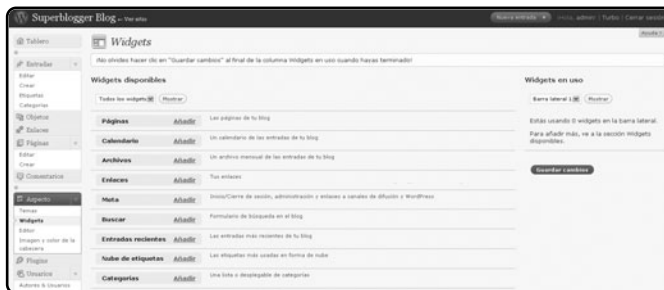 Superblogger Blog ← Ver sitio
Nueva entrada
Hola, admin | Turbo | Cerrar sesión
Ayuda
Tablero
Entradas
Editar
Crear
Etiquetas
Categorías
Objetos
Enlaces
Páginas
Editar
Crear
Comentarios
Aspecto
Temas
Widgets
Editor
Imagen y color de la
cabecera
Plugins
Usuarios
Autores & Usuarios
Widgets
¡No olvides hacer clic en "Guardar cambios" al final de la columna Widgets en uso cuando hayas terminado!
Widgets disponibles
Todos los widgets Mostrar
Páginas Añadir Las páginas de tu blog
Calendario Añadir Un calendario de las entradas de tu blog
Archivos Añadir Un archivo mensual de las entradas de tu blog
Enlaces Añadir Tus enlaces
Meta Añadir Inicio/Cierre de sesión, administración y enlaces a canales de difusión y WordPress
Buscar Añadir Formulario de búsqueda en el blog
Entradas recientes Añadir Las entradas más recientes de tu blog
Nube de etiquetas Añadir Las etiquetas más usadas en forma de nube
Categorías Añadir Una lista o desplegable de categorías
Widgets en uso
Barra lateral 1 Mostrar
Estás usando 0 widgets en la barra lateral.
Para añadir más, ve a la sección Widgets
disponibles.
Guardar cambios